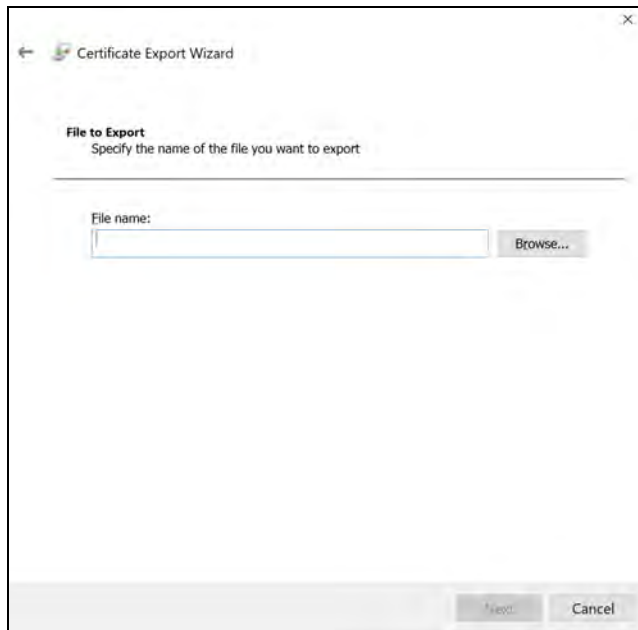 Certificate Export Wizard
File to Export
Specify the name of the file you want to export
File name:
Browse...
Next
Cancel